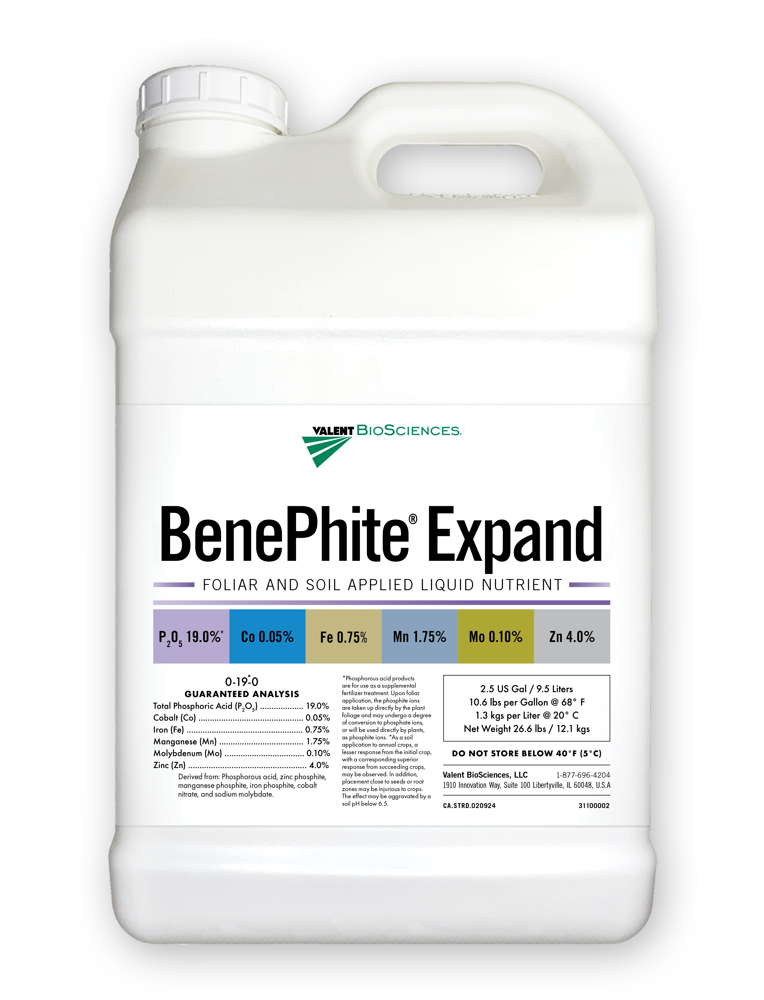 VALENT BIOSCIENCES®
BenePhite® Expand
FOLIAR AND SOIL APPLIED LIQUID NUTRIENT
P2O5 19.0%*
Co 0.05%
Fe 0.75%
Mn 1.75%
Mo 0.10%
Zn 4.0%
0-19*-0
GUARANTEED ANALYSIS
Total Phosphoric Acid (P2O5) ................... 19.0%
Cobalt (Co) ............................................. 0.05%
Iron (Fe) .................................................. 0.75%
Manganese (Mn) .................................... 1.75%
Molybdenum (Mo) .................................. 0.10%
Zinc (Zn) ................................................... 4.0%
Derived from: Phosphorous acid, zinc phosphite,
manganese phosphite, iron phosphite, cobalt
nitrate, and sodium molybdate.
*Phosphorous acid products
are for use as a supplemental
fertilizer treatment. Upon foliar
application, the phosphite ions
are taken up directly by the plant
foliage and may undergo a degree
of conversion to phosphate ions,
or will be used directly by plants,
as phosphite ions. *As a soil
application to annual crops, a
lesser response from the initial crop,
with a corresponding superior
response from succeeding crops,
may be observed. In addition,
placement close to seeds or root
zones may be injurious to crops.
The effect may be aggravated by a
soil pH below 6.5.
2.5 US Gal / 9.5 Liters
10.6 lbs per Gallon @ 68° F
1.3 kgs per Liter @ 20° C
Net Weight 26.6 lbs / 12.1 kgs
DO NOT STORE BELOW 40°F (5°C)
Valent BioSciences, LLC 1-877-696-4204
1910 Innovation Way, Suite 100 Libertyville, IL 60048, U.S.A
CA.STRD.020924 31100002